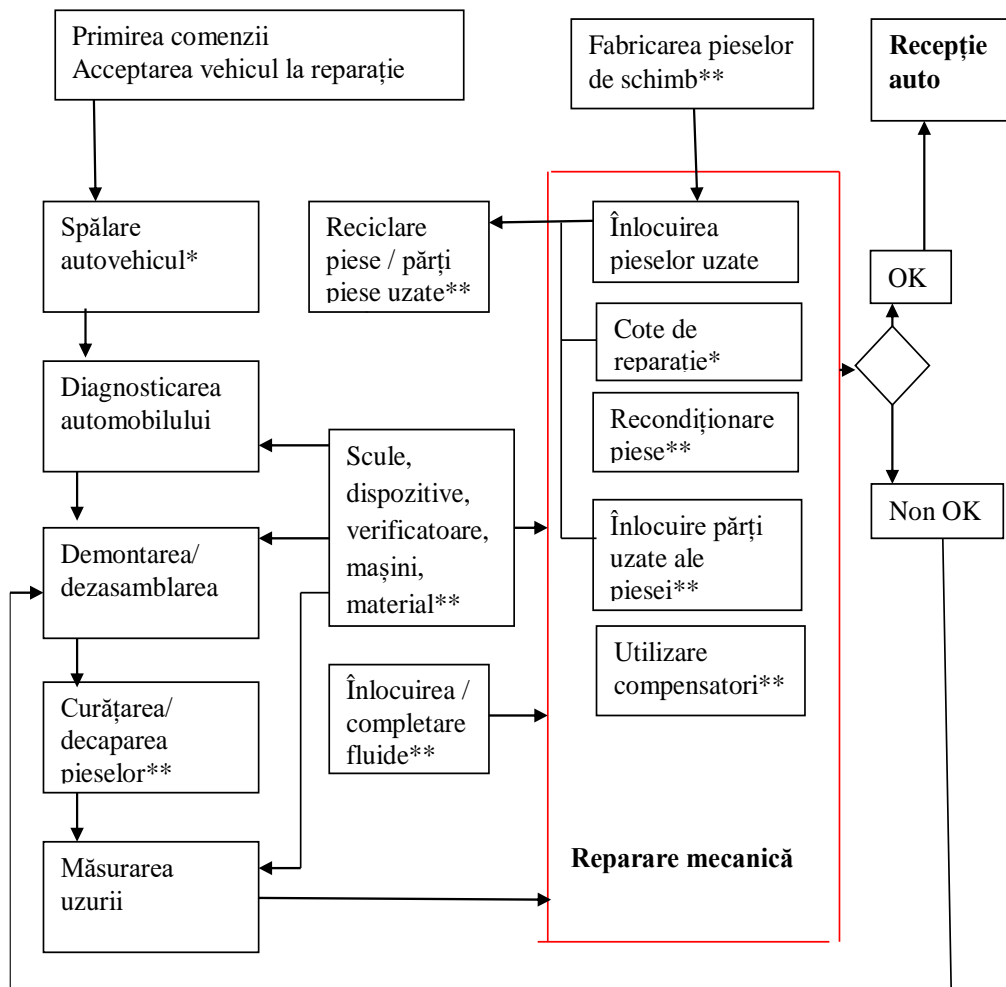 Primirea comenzii
Acceptarea vehicul la reparație
Fabricarea pieselor
de schimb**
Recepție
auto
Spălare
autovehicul*
Reciclare
piese / părți
piese uzate**
Înlocuirea
pieselor uzate
OK
Cote de
reparație*
Diagnosticarea
automobilului
Recondiționare
piese**
Scule,
dispozitive,
verificatoare,
mașini,
material**
Non OK
Demontarea/
dezasamblarea
Înlocuire părți
uzate ale
piesei**
Utilizare
compensatori**
Curățarea/
decaparea
pieselor**
Înlocuirea /
completare
fluide**
Măsurarea
uzurii
Reparare mecanică